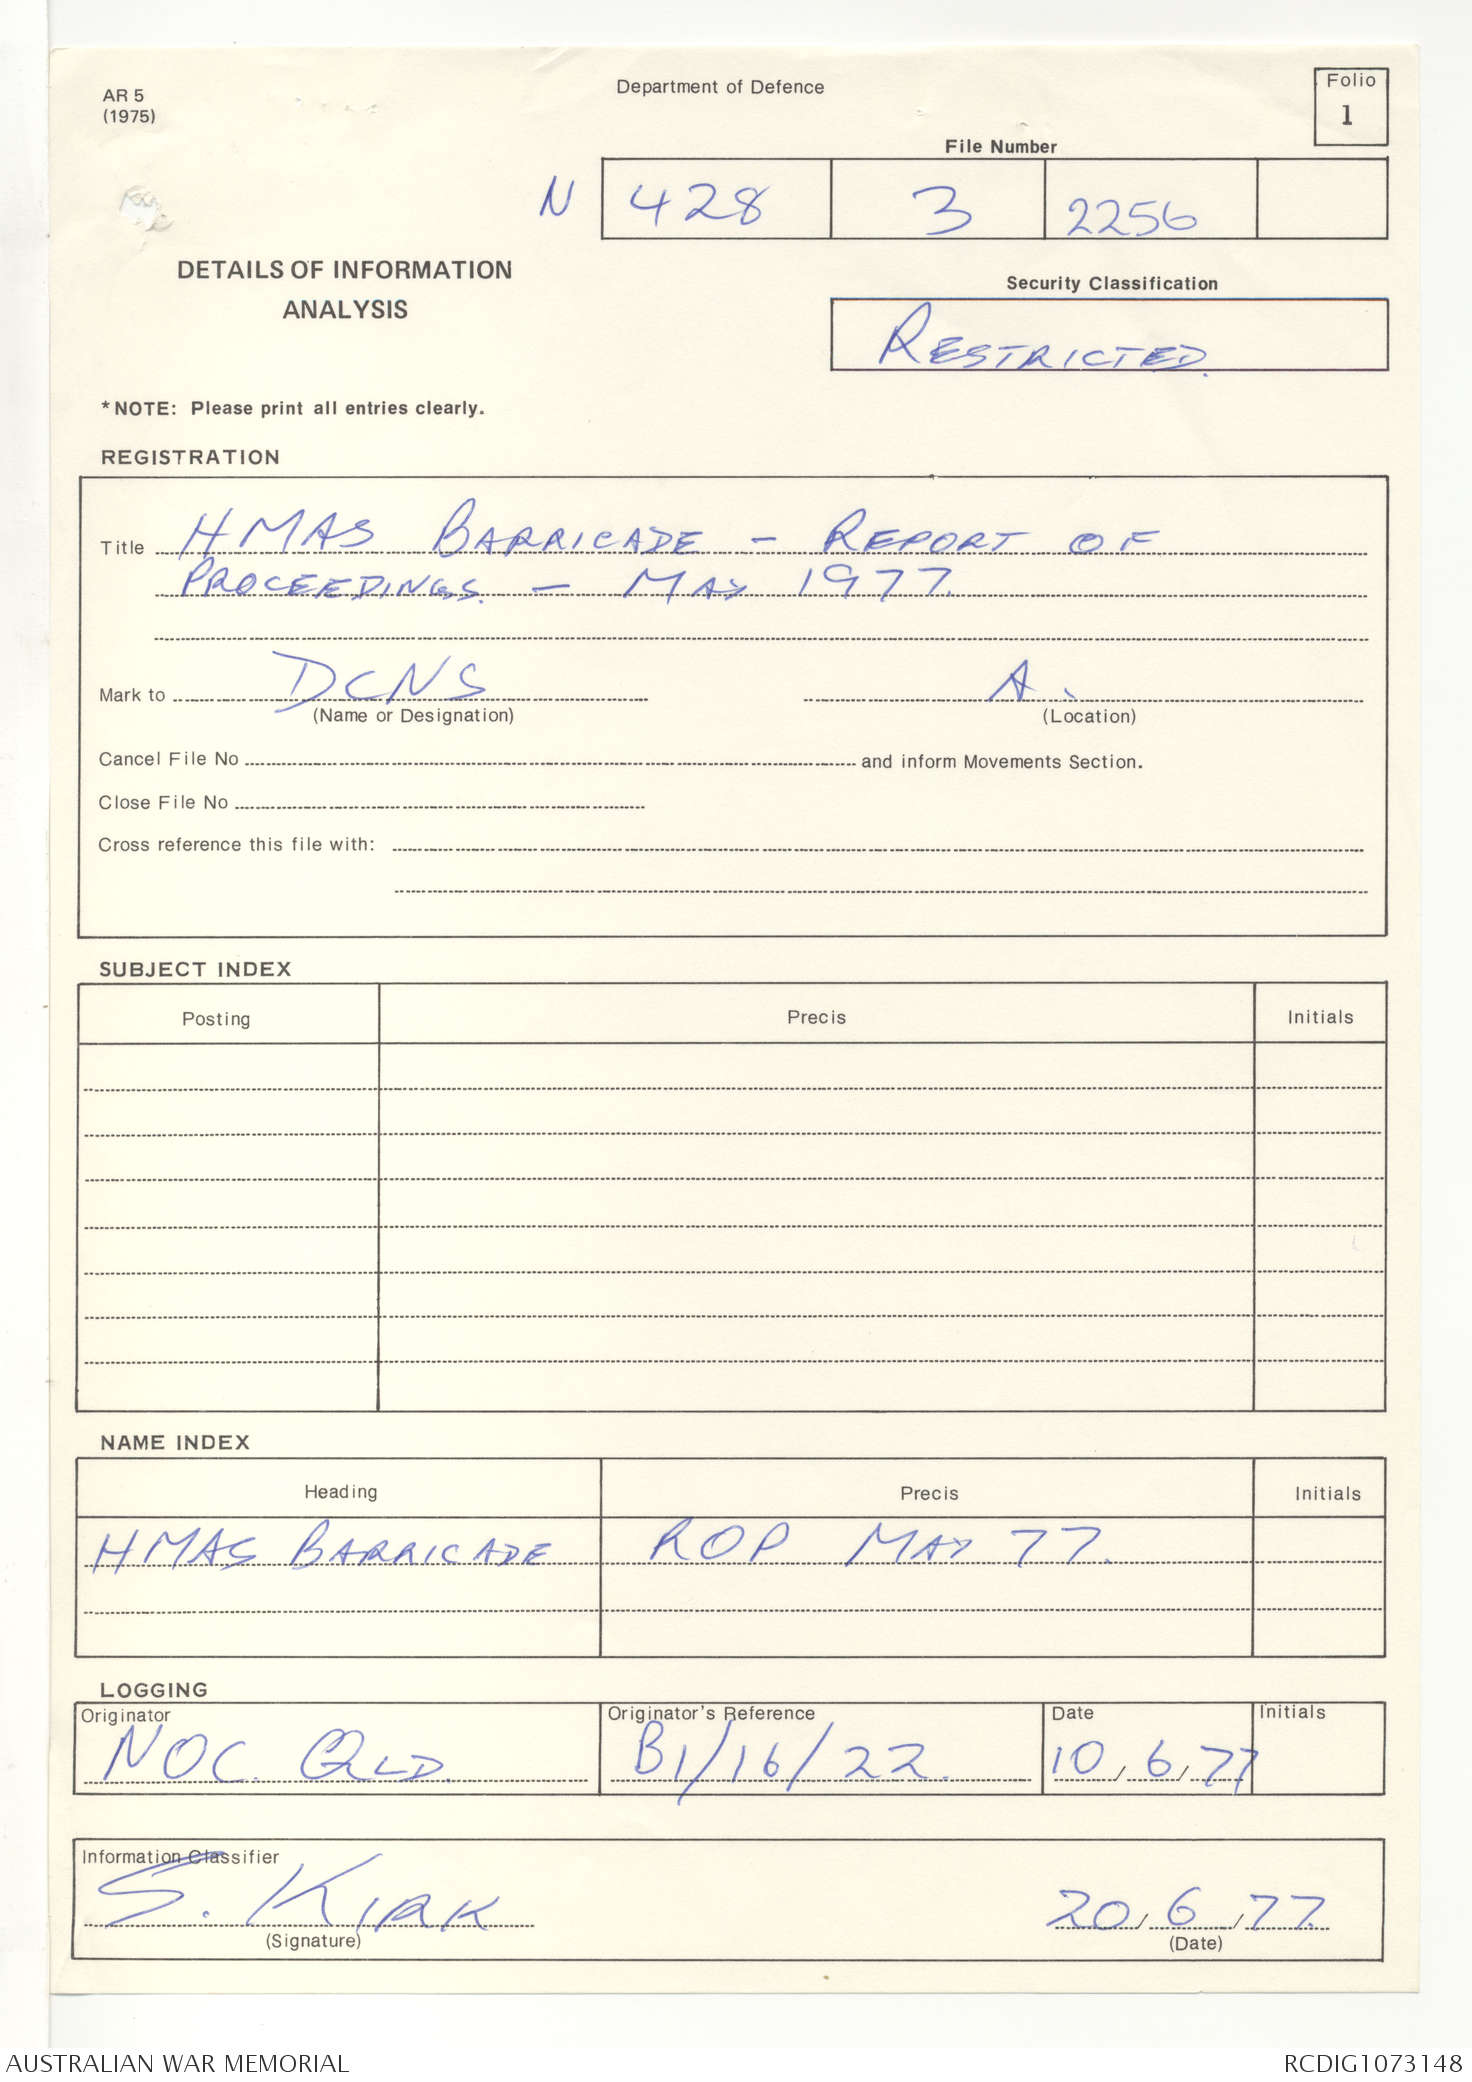 AR 5
(1975)
Department of Defence
Folio
1
File Number
N 428 3 2256
DETAILS OF INFORMATION
ANALYSIS
Security Classification
RESTRICTED.
*NOTE: Please print all entries clearly.
REGISTRATION
Title HMAS BARRICADE - REPORT OF
PROCEEDINGS. - MAY 1977.
Mark to DCNS A.
(Name or Designation) (Location)
Cancel File No and inform Movements Section.
Close File No
Cross reference this file with:
SUBJECT INDEX
Posting Precis Initials
NAME INDEX
Heading Precis Initials
HMAS BARRICADE ROP MAY 77.
LOGGING
Originator Originator's Reference Date Initials
NOC. QLD. B1/16/22. 10, 6, 77
Information Classifier
S. KIRK 20, 6, 77.
(Signature) (Date)
AUSTRALIAN WAR MEMORIAL RCDIG1073148